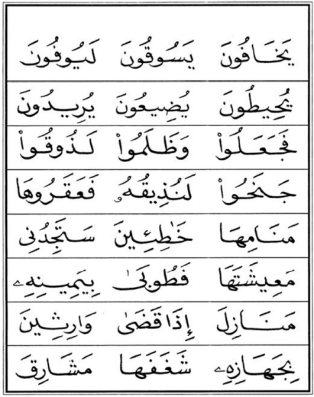 يَخَافُونَ يَسُوقُونَ لَيُوفُونَ
يُحِيطُونَ يُضِيعُونَ يُرِيدُونَ
فَجَعَلُواْ وَظَلَمُواْ لَذُوقُواْ
جَنَحُواْ لَنُذِيقُهُۥ فَعَقَرُوهَا
مَنَامِهَا خَٰطِـِٔينَ سَتَجِدُنِى
مَعِيشَتَهَا فَطُوبَىٰ بِيَمِينِهِۦ
مَنَازِلَ إِذَا قَضَىٰ وَارِثِينَ
بِجَهَازِهِۦ شَغَفَهَا مَشَارِقَ